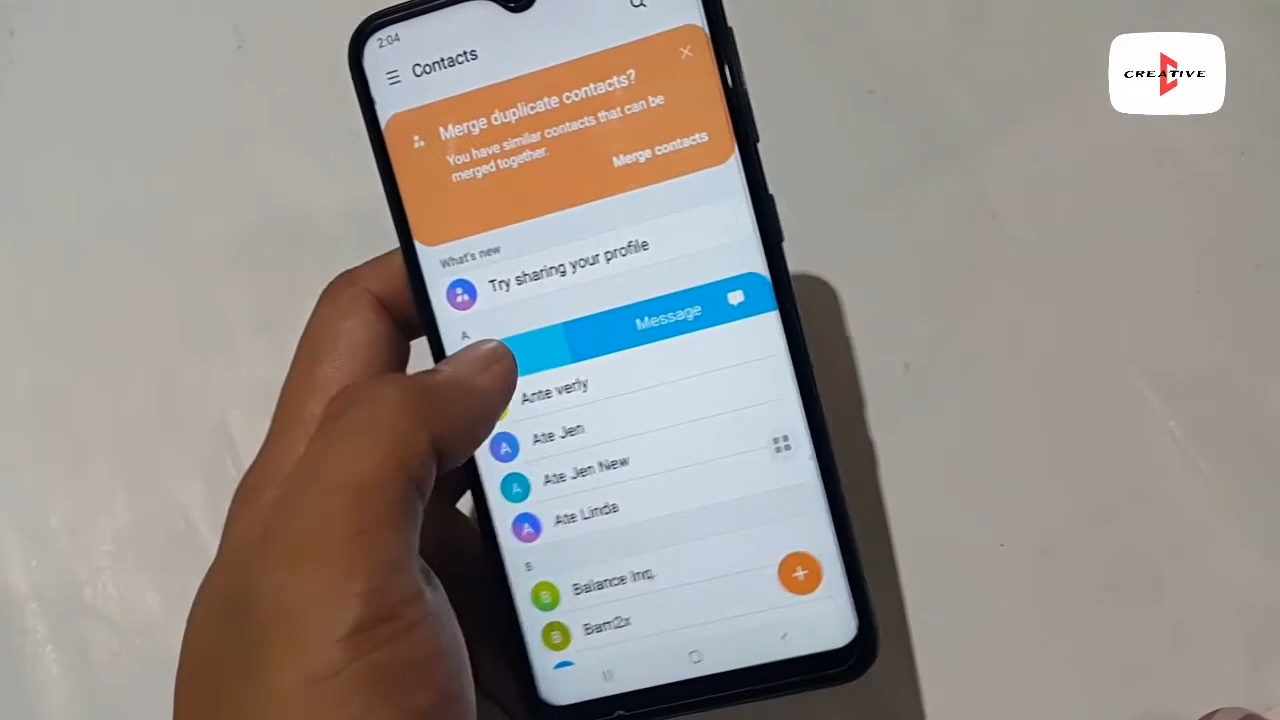 2:04
CREATIVE
Contacts
Merge duplicate contacts?
You have similar contacts that can be
merged together.
Merge contacts
What's new
Try sharing your profile
A
Message
Ante verly
A
Ate Jen
A
Ate Jen New
A
Ate Linda
B
B
Balance Inq.
B
Bam2x